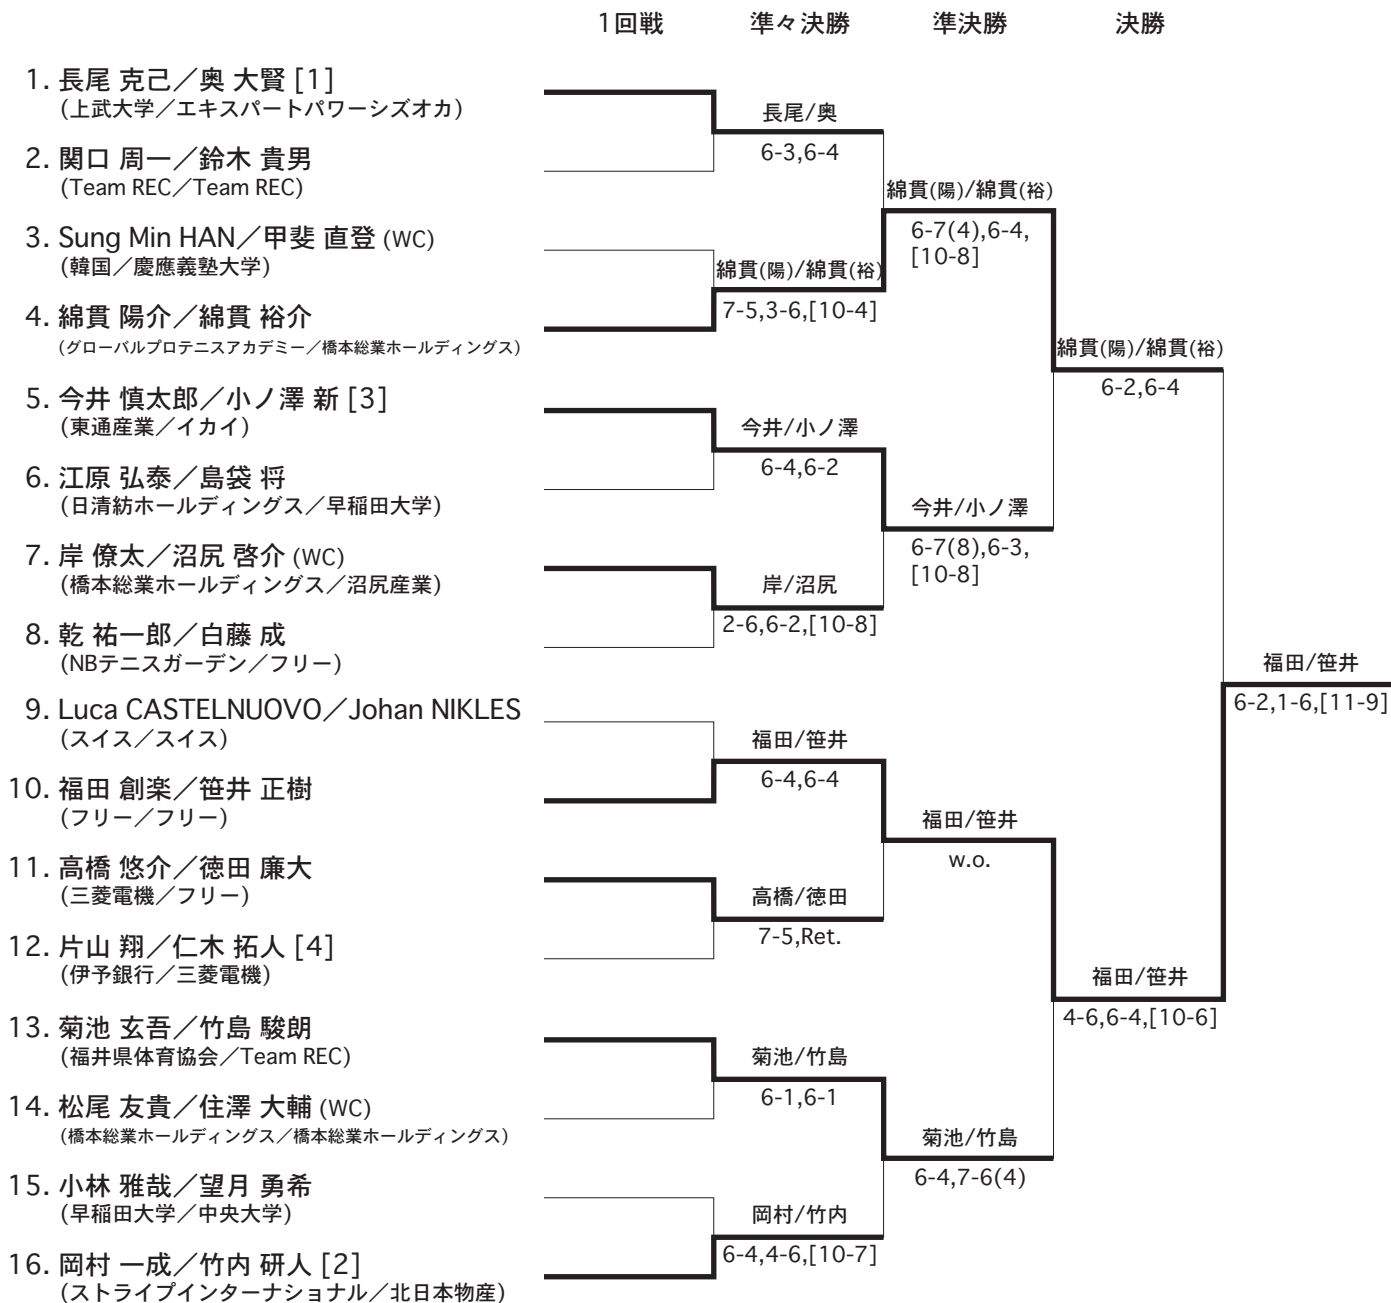 1回戦 準々決勝 準決勝 決勝
1. 長尾 克己／奥 大賢 [1]
(上武大学／エキスパートパワーシズオカ)
2. 関口 周一／鈴木 貴男
(Team REC／Team REC)
3. Sung Min HAN／甲斐 直登 (WC)
(韓国／慶應義塾大学)
4. 綿貫 陽介／綿貫 裕介
(グローバルプロテニスアカデミー／橋本総業ホールディングス)
5. 今井 慎太郎／小ノ澤 新 [3]
(東通産業／イカイ)
6. 江原 弘泰／島袋 将
(日清紡ホールディングス／早稲田大学)
7. 岸 僚太／沼尻 啓介 (WC)
(橋本総業ホールディングス／沼尻産業)
8. 乾 祐一郎／白藤 成
(NBテニスガーデン／フリー)
9. Luca CASTELNUOVO／Johan NIKLES
(スイス／スイス)
10. 福田 創楽／笹井 正樹
(フリー／フリー)
11. 高橋 悠介／徳田 廉大
(三菱電機／フリー)
12. 片山 翔／仁木 拓人 [4]
(伊予銀行／三菱電機)
13. 菊池 玄吾／竹島 駿朗
(福井県体育協会／Team REC)
14. 松尾 友貴／住澤 大輔 (WC)
(橋本総業ホールディングス／橋本総業ホールディングス)
15. 小林 雅哉／望月 勇希
(早稲田大学／中央大学)
16. 岡村 一成／竹内 研人 [2]
(ストライプインターナショナル／北日本物産)
長尾/奥
6-3,6-4
綿貫(陽)/綿貫(裕)
7-5,3-6,[10-4]
今井/小ノ澤
6-4,6-2
岸/沼尻
2-6,6-2,[10-8]
福田/笹井
6-4,6-4
高橋/徳田
7-5,Ret.
菊池/竹島
6-1,6-1
岡村/竹内
6-4,4-6,[10-7]
綿貫(陽)/綿貫(裕)
6-7(4),6-4,
[10-8]
今井/小ノ澤
6-7(8),6-3,
[10-8]
福田/笹井
w.o.
菊池/竹島
6-4,7-6(4)
綿貫(陽)/綿貫(裕)
6-2,6-4
福田/笹井
4-6,6-4,[10-6]
福田/笹井
6-2,1-6,[11-9]